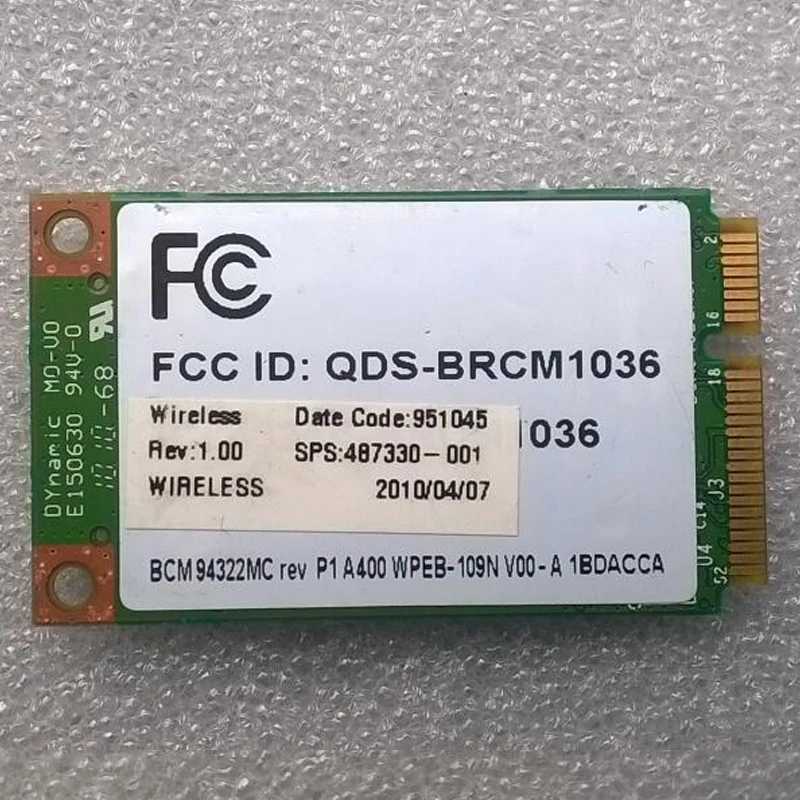 FCC
FCC ID: QDS-BRCM1036
Wireless Date Code:951045
Rev:1.00 SPS:487330-001
WIRELESS 2010/04/07
1036
BCM94322MC rev P1 A400 WPEB-109N V00-A 1BDACCA
DYnamic MD-V0
E150630 94V-0
2
16
18
J3
C14
U4
52